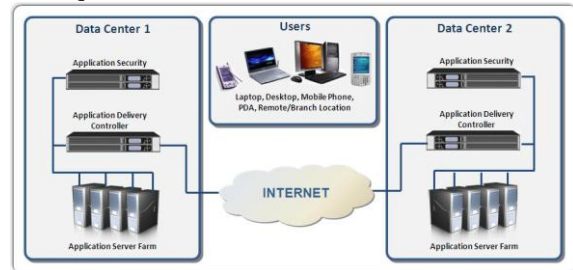 Data Center 1
Application Security
Application Delivery
Controller
Application Server Farm
Users
Laptop, Desktop, Mobile Phone,
PDA, Remote/Branch Location
INTERNET
Data Center 2
Application Security
Application Delivery
Controller
Application Server Farm